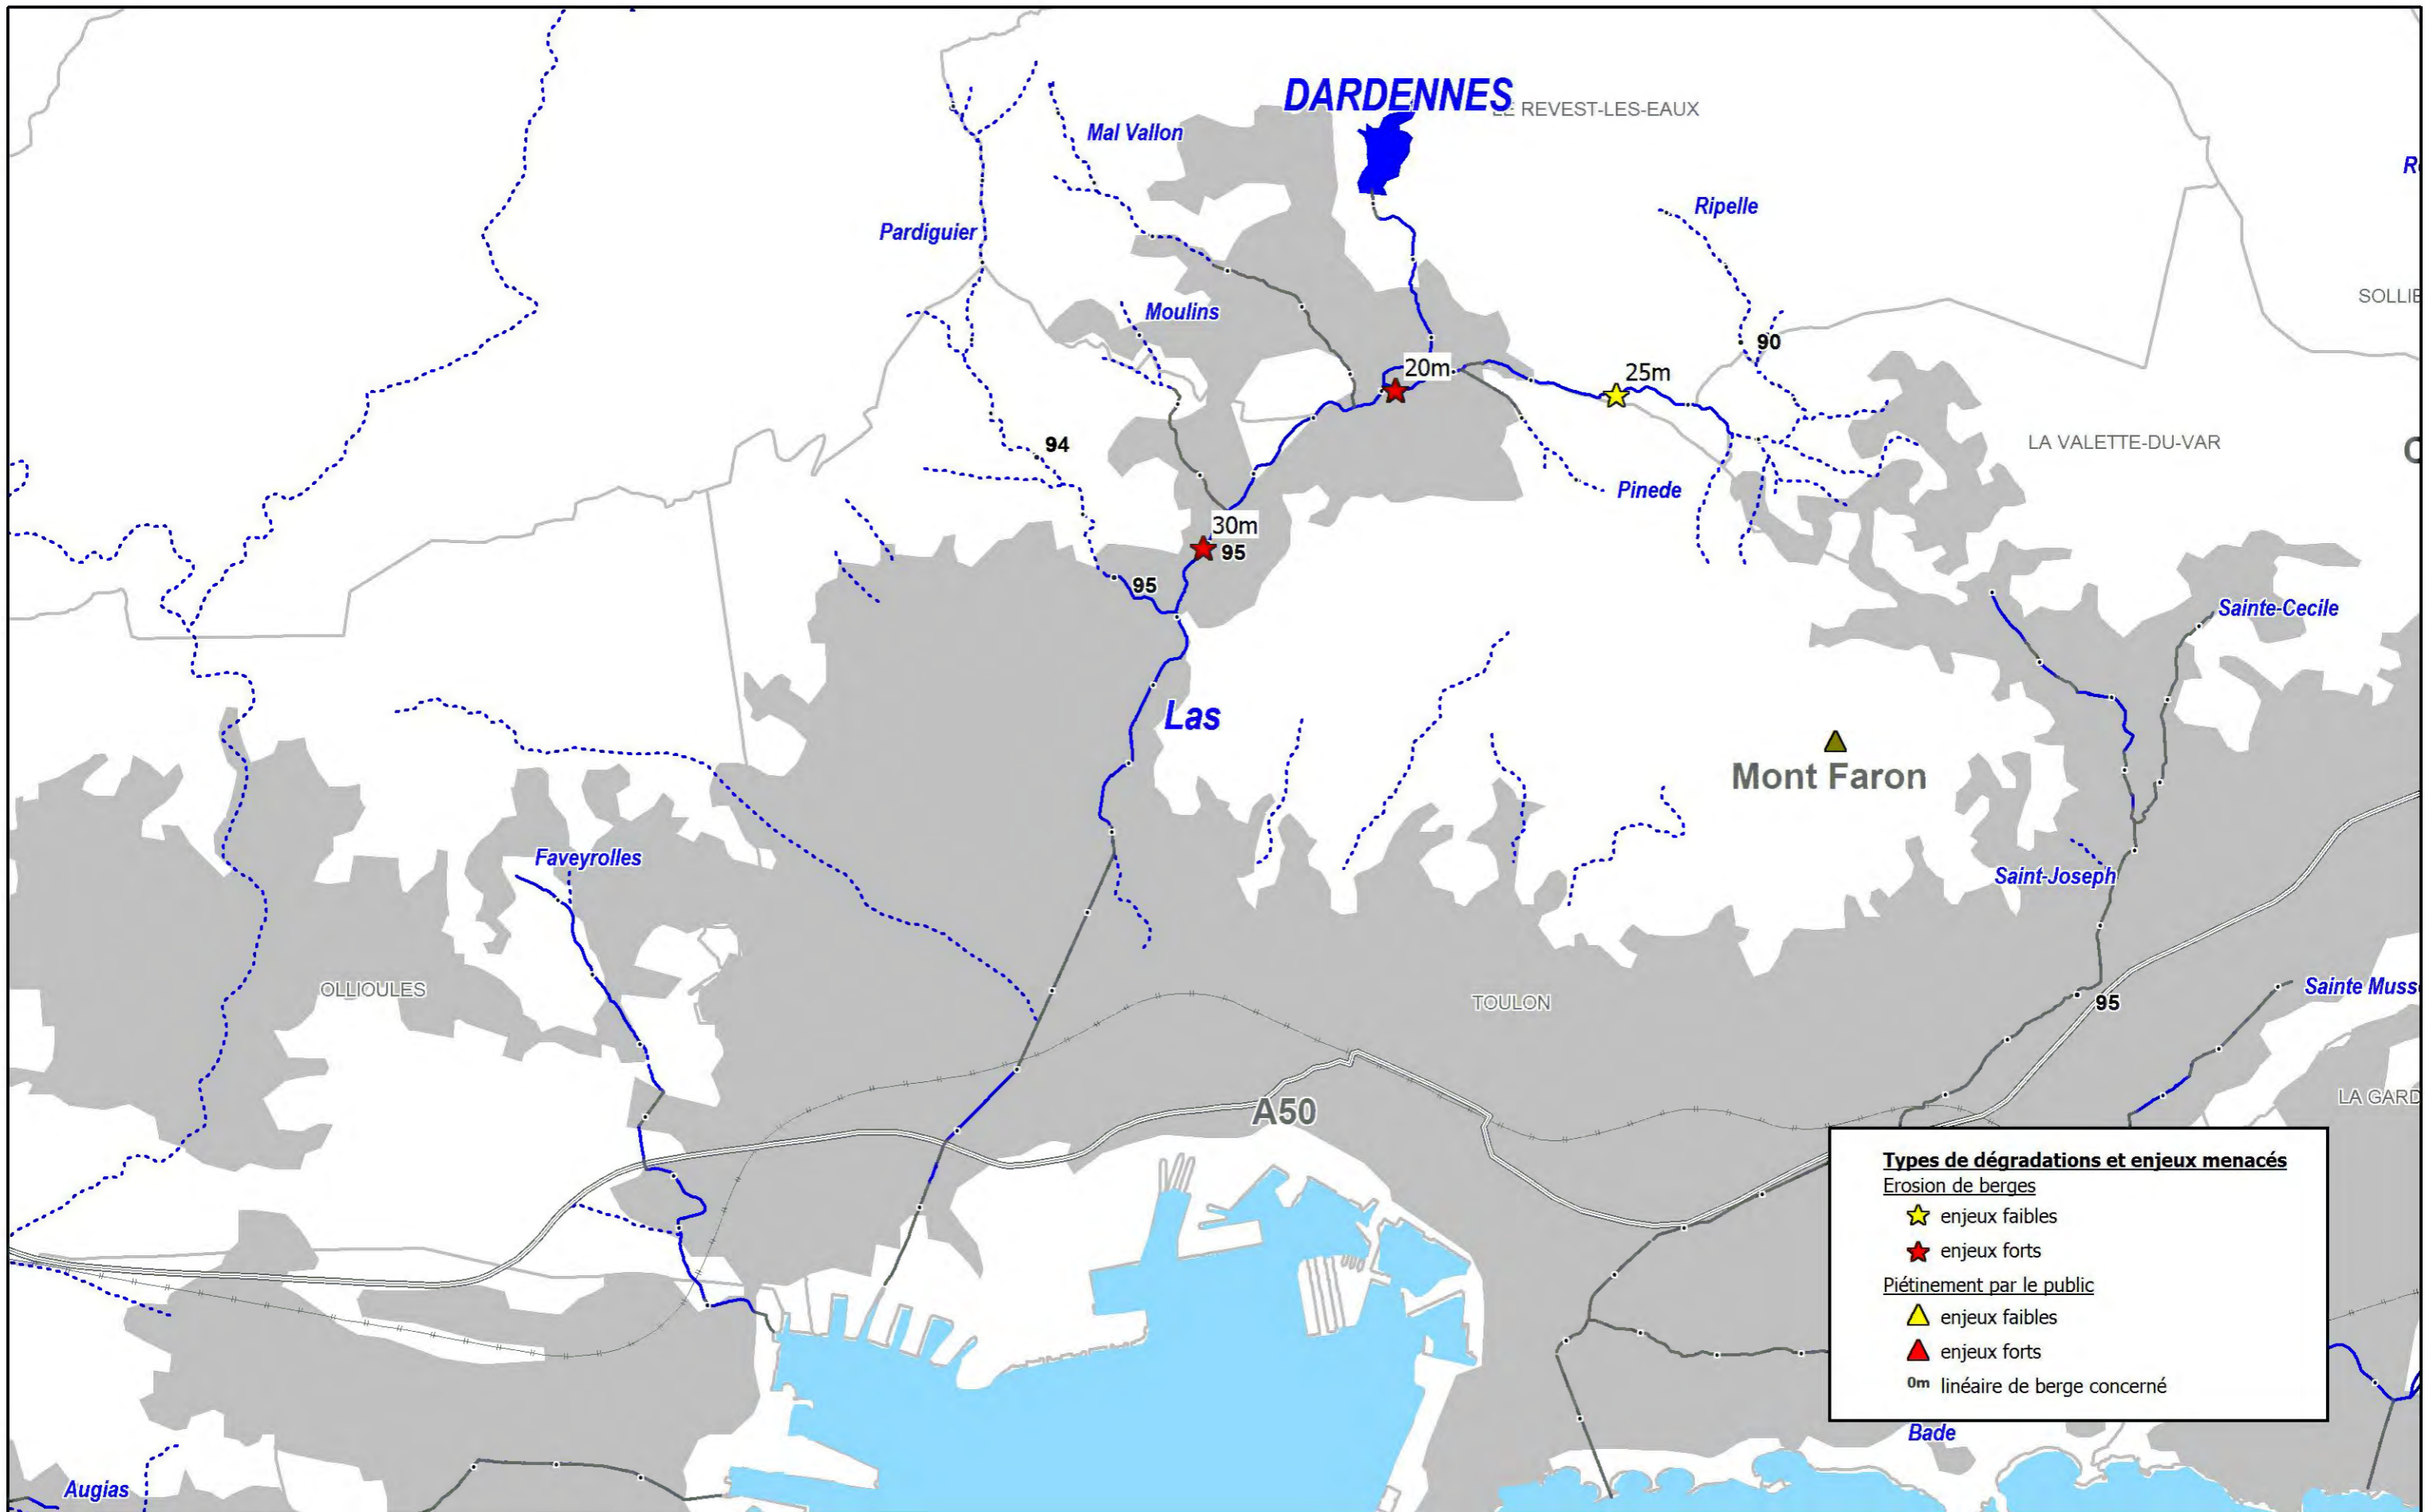 DARDENNES
LE REVEST-LES-EAUX
Mal Vallon
Ripelle
Pardiguier
SOLLIE
Moulins
90
20m
25m
94
LA VALETTE-DU-VAR
Pinede
30m
95
95
Sainte-Cecile
Las
Mont Faron
Faveyrolles
Saint-Joseph
OLLIOULES
TOULON
Sainte Muss
95
A50
LA GARD
Types de dégradations et enjeux menacés
Erosion de berges
enjeux faibles
enjeux forts
Piétinement par le public
enjeux faibles
enjeux forts
0m linéaire de berge concerné
Bade
Augias